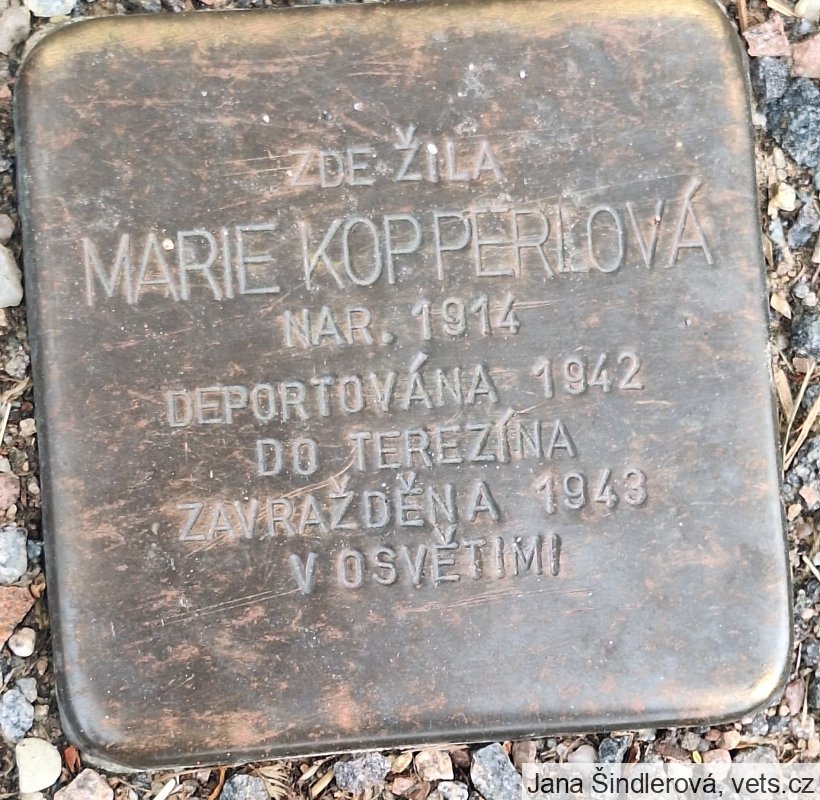 ZDE ŽILA
MARIE KOPPERLOVÁ
NAR. 1914
DEPORTOVÁNA 1942
DO TEREZÍNA
ZAVRAŽDĚNA 1943
V OSVĚTIMI
Jana Šindlerová, vets.cz